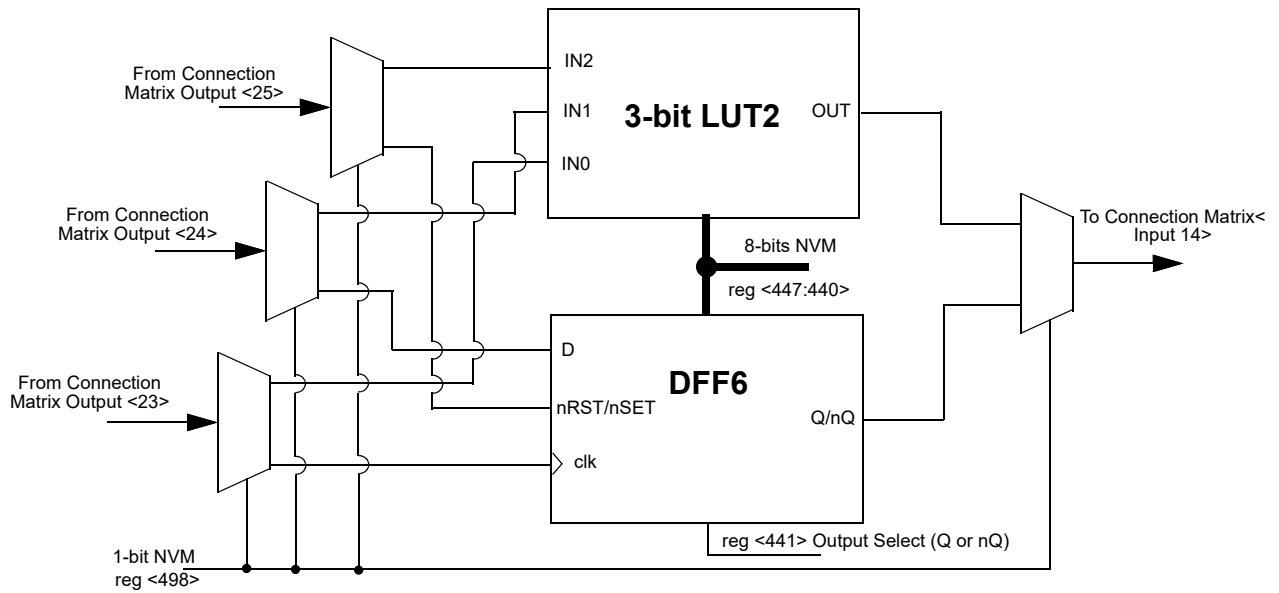 From Connection
Matrix Output <25>
IN2
IN1
IN0
3-bit LUT2
OUT
From Connection
Matrix Output <24>
To Connection Matrix<
Input 14>
8-bits NVM
reg <447:440>
From Connection
Matrix Output <23>
D
DFF6
nRST/nSET
Q/nQ
clk
reg <441> Output Select (Q or nQ)
1-bit NVM
reg <498>